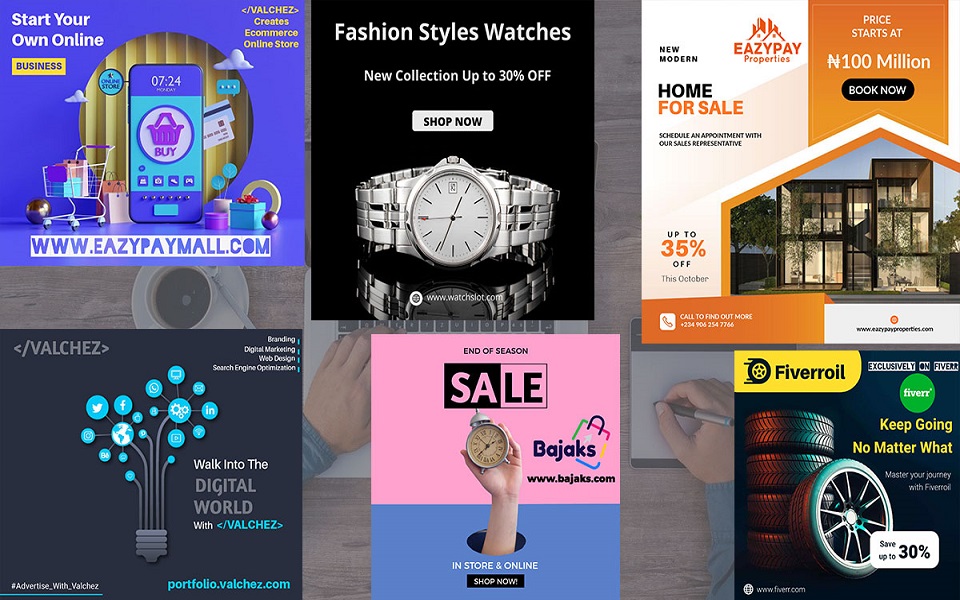 Start Your
Own Online
BUSINESS
</VALCHEZ>
Creates
Ecommerce
Online Store
ONLINE
STORE
07:24
MONDAY
BUY
WWW.EAZYPAYMALL.COM
Fashion Styles Watches
New Collection Up to 30% OFF
SHOP NOW
www.watchslot.com
NEW
MODERN
EAZYPAY
Properties
PRICE
STARTS AT
₦100 Million
BOOK NOW
HOME
FOR SALE
SCHEDULE AN APPOINTMENT WITH
OUR SALES REPRESENTATIVE
UP TO
35%
OFF
This October
CALL TO FIND OUT MORE
+234 906 254 7766
www.eazypayproperties.com
</VALCHEZ>
Branding
Digital Marketing
Web Design
Search Engine Optimization
Walk Into The
DIGITAL
WORLD
With </VALCHEZ>
#Advertise_With_Valchez
portfolio.valchez.com
END OF SEASON
SALE
Bajaks
www.bajaks.com
IN STORE & ONLINE
SHOP NOW!
Fiverroil
EXCLUSIVELY ON FIVERR
fiverr
Keep Going
No Matter What
Master your journey
with Fiverroil
Save
up to 30%
www.fiverr.com